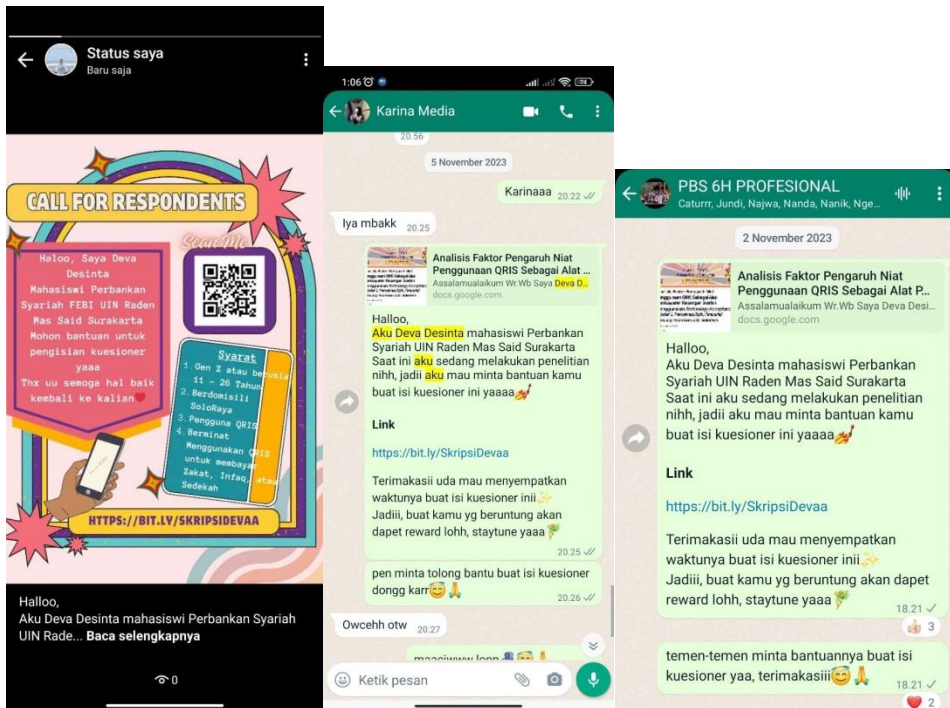 Status saya
Baru saja
CALL FOR RESPONDENTS
Scan Me
Haloo, Saya Deva
Desinta
Mahasiswi Perbankan
Syariah FEBI UIN Raden
Mas Said Surakarta
Mohon bantuan untuk
pengisian kuesioner
yaaa
Thx uu semoga hal baik
kembali ke kalian❤️
Syarat
1. Gen Z atau berusia
11 - 26 Tahun
2. Berdomisili
SoloRaya
3. Pengguna QRIS
4. Berminat
Menggunakan QRIS
untuk membayar
Zakat, Infaq, atau
Sedekah
HTTPS://BIT.LY/SKRIPSIDEVAA
Halloo,
Aku Deva Desinta mahasiswi Perbankan Syariah
UIN Rade... Baca selengkapnya
0
1:06
74
Karina Media
20.56
5 November 2023
Karinaaa 20.22
Iya mbakk 20.25
Analisis Faktor Pengaruh Niat
Penggunaan QRIS Sebagai Alat ...
Assalamualaikum Wr.Wb Saya Deva D...
docs.google.com
Halloo,
Aku Deva Desinta mahasiswi Perbankan
Syariah UIN Raden Mas Said Surakarta
Saat ini aku sedang melakukan penelitian
nihh, jadii aku mau minta bantuan kamu
buat isi kuesioner ini yaaaa💅
Link
https://bit.ly/SkripsiDevaa
Terimakasii uda mau menyempatkan
waktunya buat isi kuesioner inii✨
Jadiii, buat kamu yg beruntung akan
dapet reward lohh, staytune yaaa💐
20.25
pen minta tolong bantu buat isi kuesioner
dongg karr😇🙏
20.26
Owcehh otw 20.27
Ketik pesan
PBS 6H PROFESIONAL
Caturrr, Jundi, Najwa, Nanda, Nanik, Nge...
2 November 2023
Analisis Faktor Pengaruh Niat
Penggunaan QRIS Sebagai Alat P...
Assalamualaikum Wr.Wb Saya Deva Desi...
docs.google.com
Halloo,
Aku Deva Desinta mahasiswi Perbankan
Syariah UIN Raden Mas Said Surakarta
Saat ini aku sedang melakukan penelitian
nihh, jadii aku mau minta bantuan kamu
buat isi kuesioner ini yaaaa💅
Link
https://bit.ly/SkripsiDevaa
Terimakasii uda mau menyempatkan
waktunya buat isi kuesioner inii✨
Jadiii, buat kamu yg beruntung akan dapet
reward lohh, staytune yaaa💐
18.21
👍🏻 3
temen-temen minta bantuannya buat isi
kuesioner yaa, terimakasiii😇🙏
18.21
❤️ 2